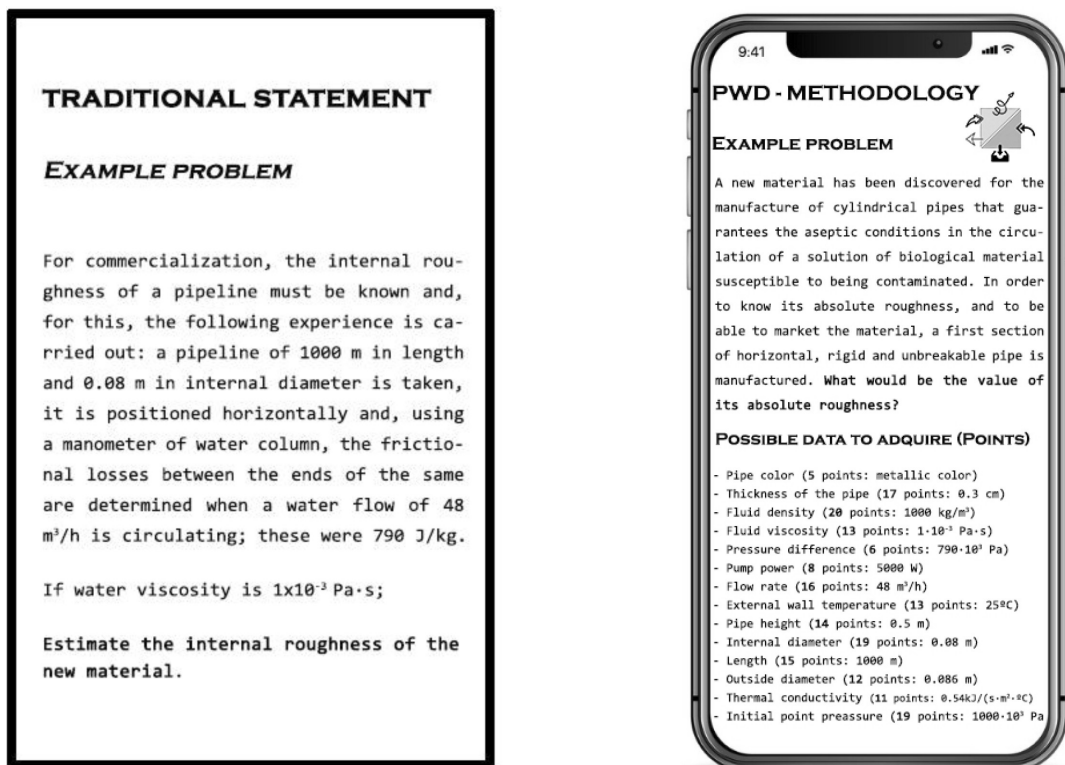 TRADITIONAL STATEMENT
EXAMPLE PROBLEM
For commercialization, the internal rou-
ghness of a pipeline must be known and,
for this, the following experience is ca-
rried out: a pipeline of 1000 m in length
and 0.08 m in internal diameter is taken,
it is positioned horizontally and, using
a manometer of water column, the frictio-
nal losses between the ends of the same
are determined when a water flow of 48
m³/h is circulating; these were 790 J/kg.
If water viscosity is 1x10⁻³ Pa·s;
Estimate the internal roughness of the
new material.
9:41
PWD - METHODOLOGY
EXAMPLE PROBLEM
A new material has been discovered for the
manufacture of cylindrical pipes that gua-
rantees the aseptic conditions in the circu-
lation of a solution of biological material
susceptible to being contaminated. In order
to know its absolute roughness, and to be
able to market the material, a first section
of horizontal, rigid and unbreakable pipe is
manufactured. What would be the value of
its absolute roughness?
POSSIBLE DATA TO ADQUIRE (POINTS)
- Pipe color (5 points: metallic color)
- Thickness of the pipe (17 points: 0.3 cm)
- Fluid density (20 points: 1000 kg/m³)
- Fluid viscosity (13 points: 1·10⁻³ Pa·s)
- Pressure difference (6 points: 790·10³ Pa)
- Pump power (8 points: 5000 W)
- Flow rate (16 points: 48 m³/h)
- External wall temperature (13 points: 25ºC)
- Pipe height (14 points: 0.5 m)
- Internal diameter (19 points: 0.08 m)
- Length (15 points: 1000 m)
- Outside diameter (12 points: 0.086 m)
- Thermal conductivity (11 points: 0.54kJ/(s·m²·ºC)
- Initial point preassure (19 points: 1000·10³ Pa